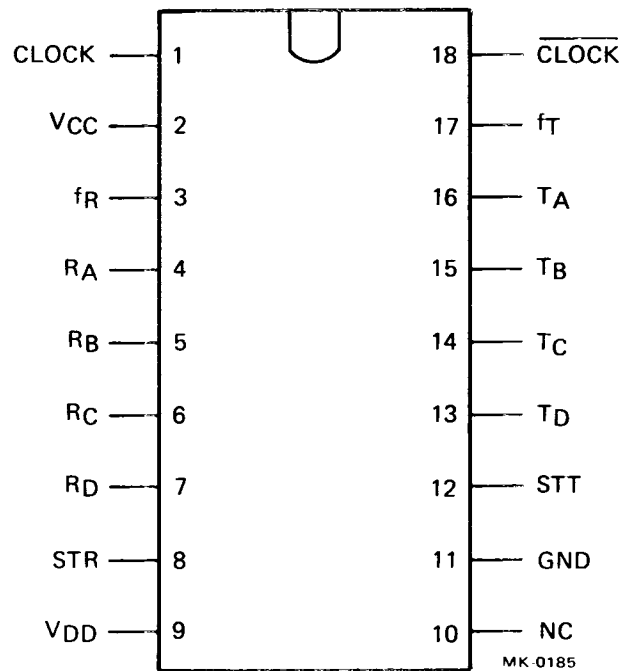 CLOCK 1 18 C̅L̅O̅C̅K̅
VCC 2 17 fT
fR 3 16 TA
RA 4 15 TB
RB 5 14 TC
RC 6 13 TD
RD 7 12 STT
STR 8 11 GND
VDD 9 10 NC
MK-0185